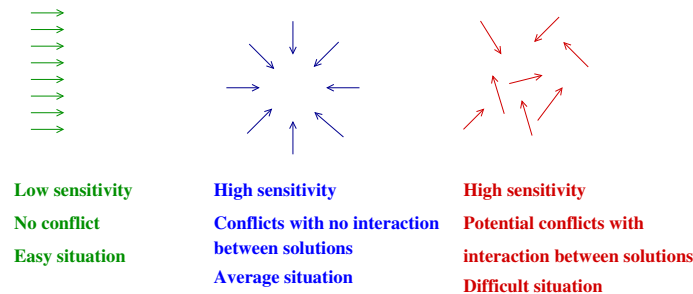 Low sensitivity
No conflict
Easy situation
High sensitivity
Conflicts with no interaction
between solutions
Average situation
High sensitivity
Potential conflicts with
interaction between solutions
Difficult situation